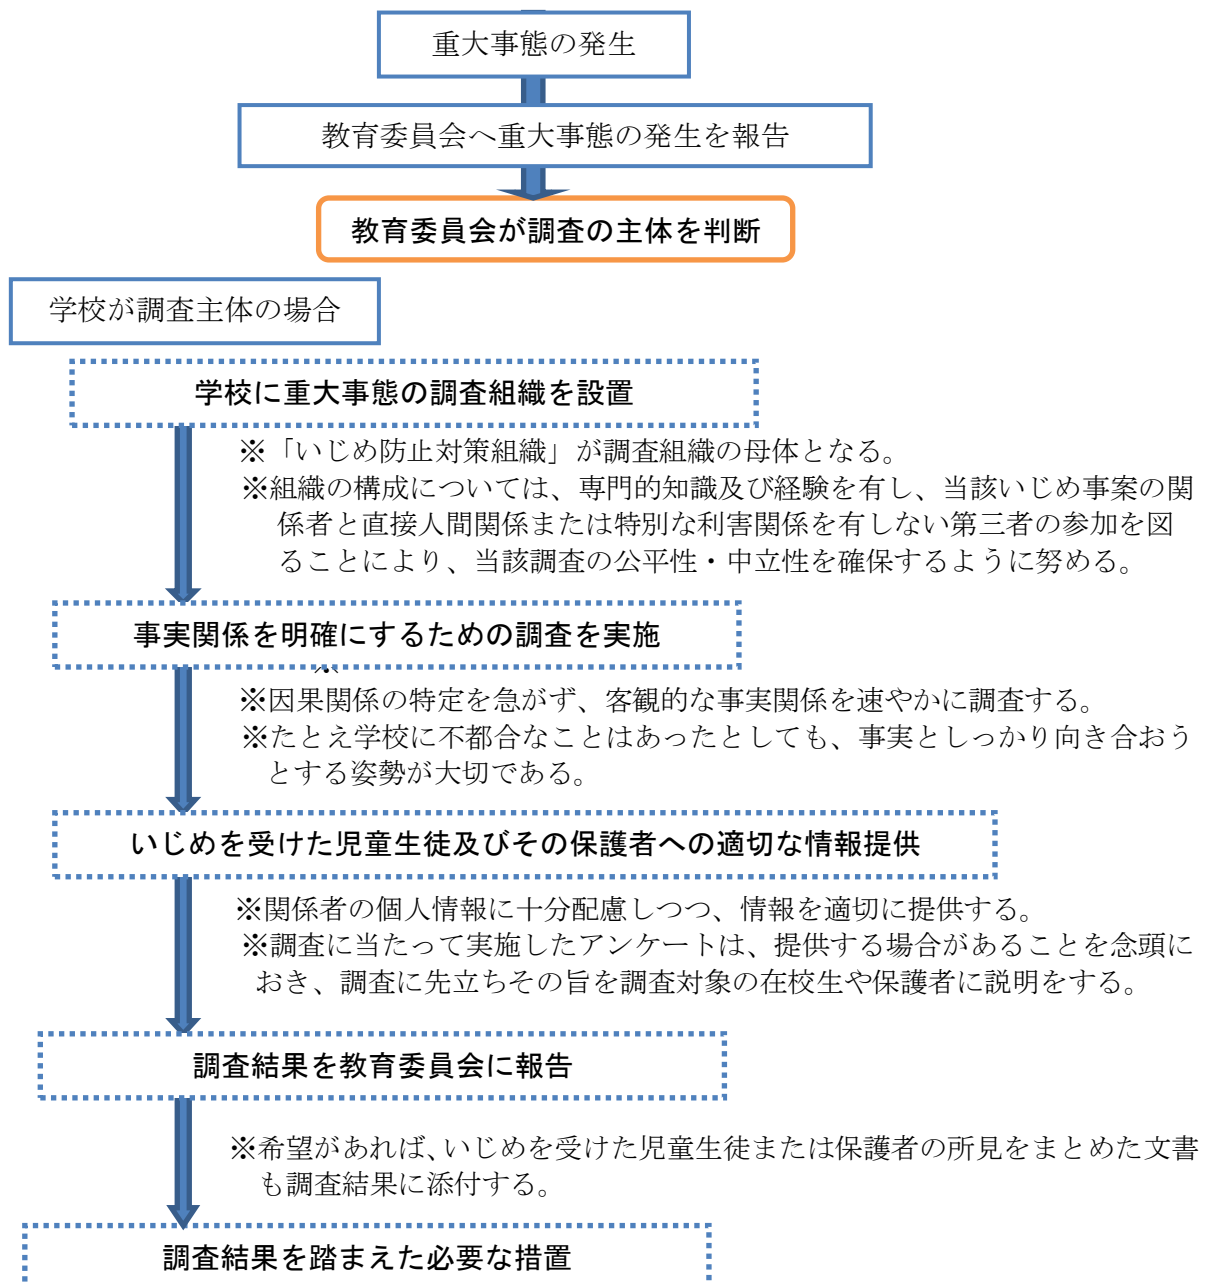 重大事態の発生
教育委員会へ重大事態の発生を報告
教育委員会が調査の主体を判断
学校が調査主体の場合
学校に重大事態の調査組織を設置
※「いじめ防止対策組織」が調査組織の母体となる。
※組織の構成については、専門的知識及び経験を有し、当該いじめ事案の関
係者と直接人間関係または特別な利害関係を有しない第三者の参加を図
ることにより、当該調査の公平性・中立性を確保するように努める。
事実関係を明確にするための調査を実施
※因果関係の特定を急がず、客観的な事実関係を速やかに調査する。
※たとえ学校に不都合なことはあったとしても、事実としっかり向き合おう
とする姿勢が大切である。
いじめを受けた児童生徒及びその保護者への適切な情報提供
※関係者の個人情報に十分配慮しつつ、情報を適切に提供する。
※調査に当たって実施したアンケートは、提供する場合があることを念頭に
おき、調査に先立ちその旨を調査対象の在校生や保護者に説明をする。
調査結果を教育委員会に報告
※希望があれば、いじめを受けた児童生徒または保護者の所見をまとめた文書
も調査結果に添付する。
調査結果を踏まえた必要な措置